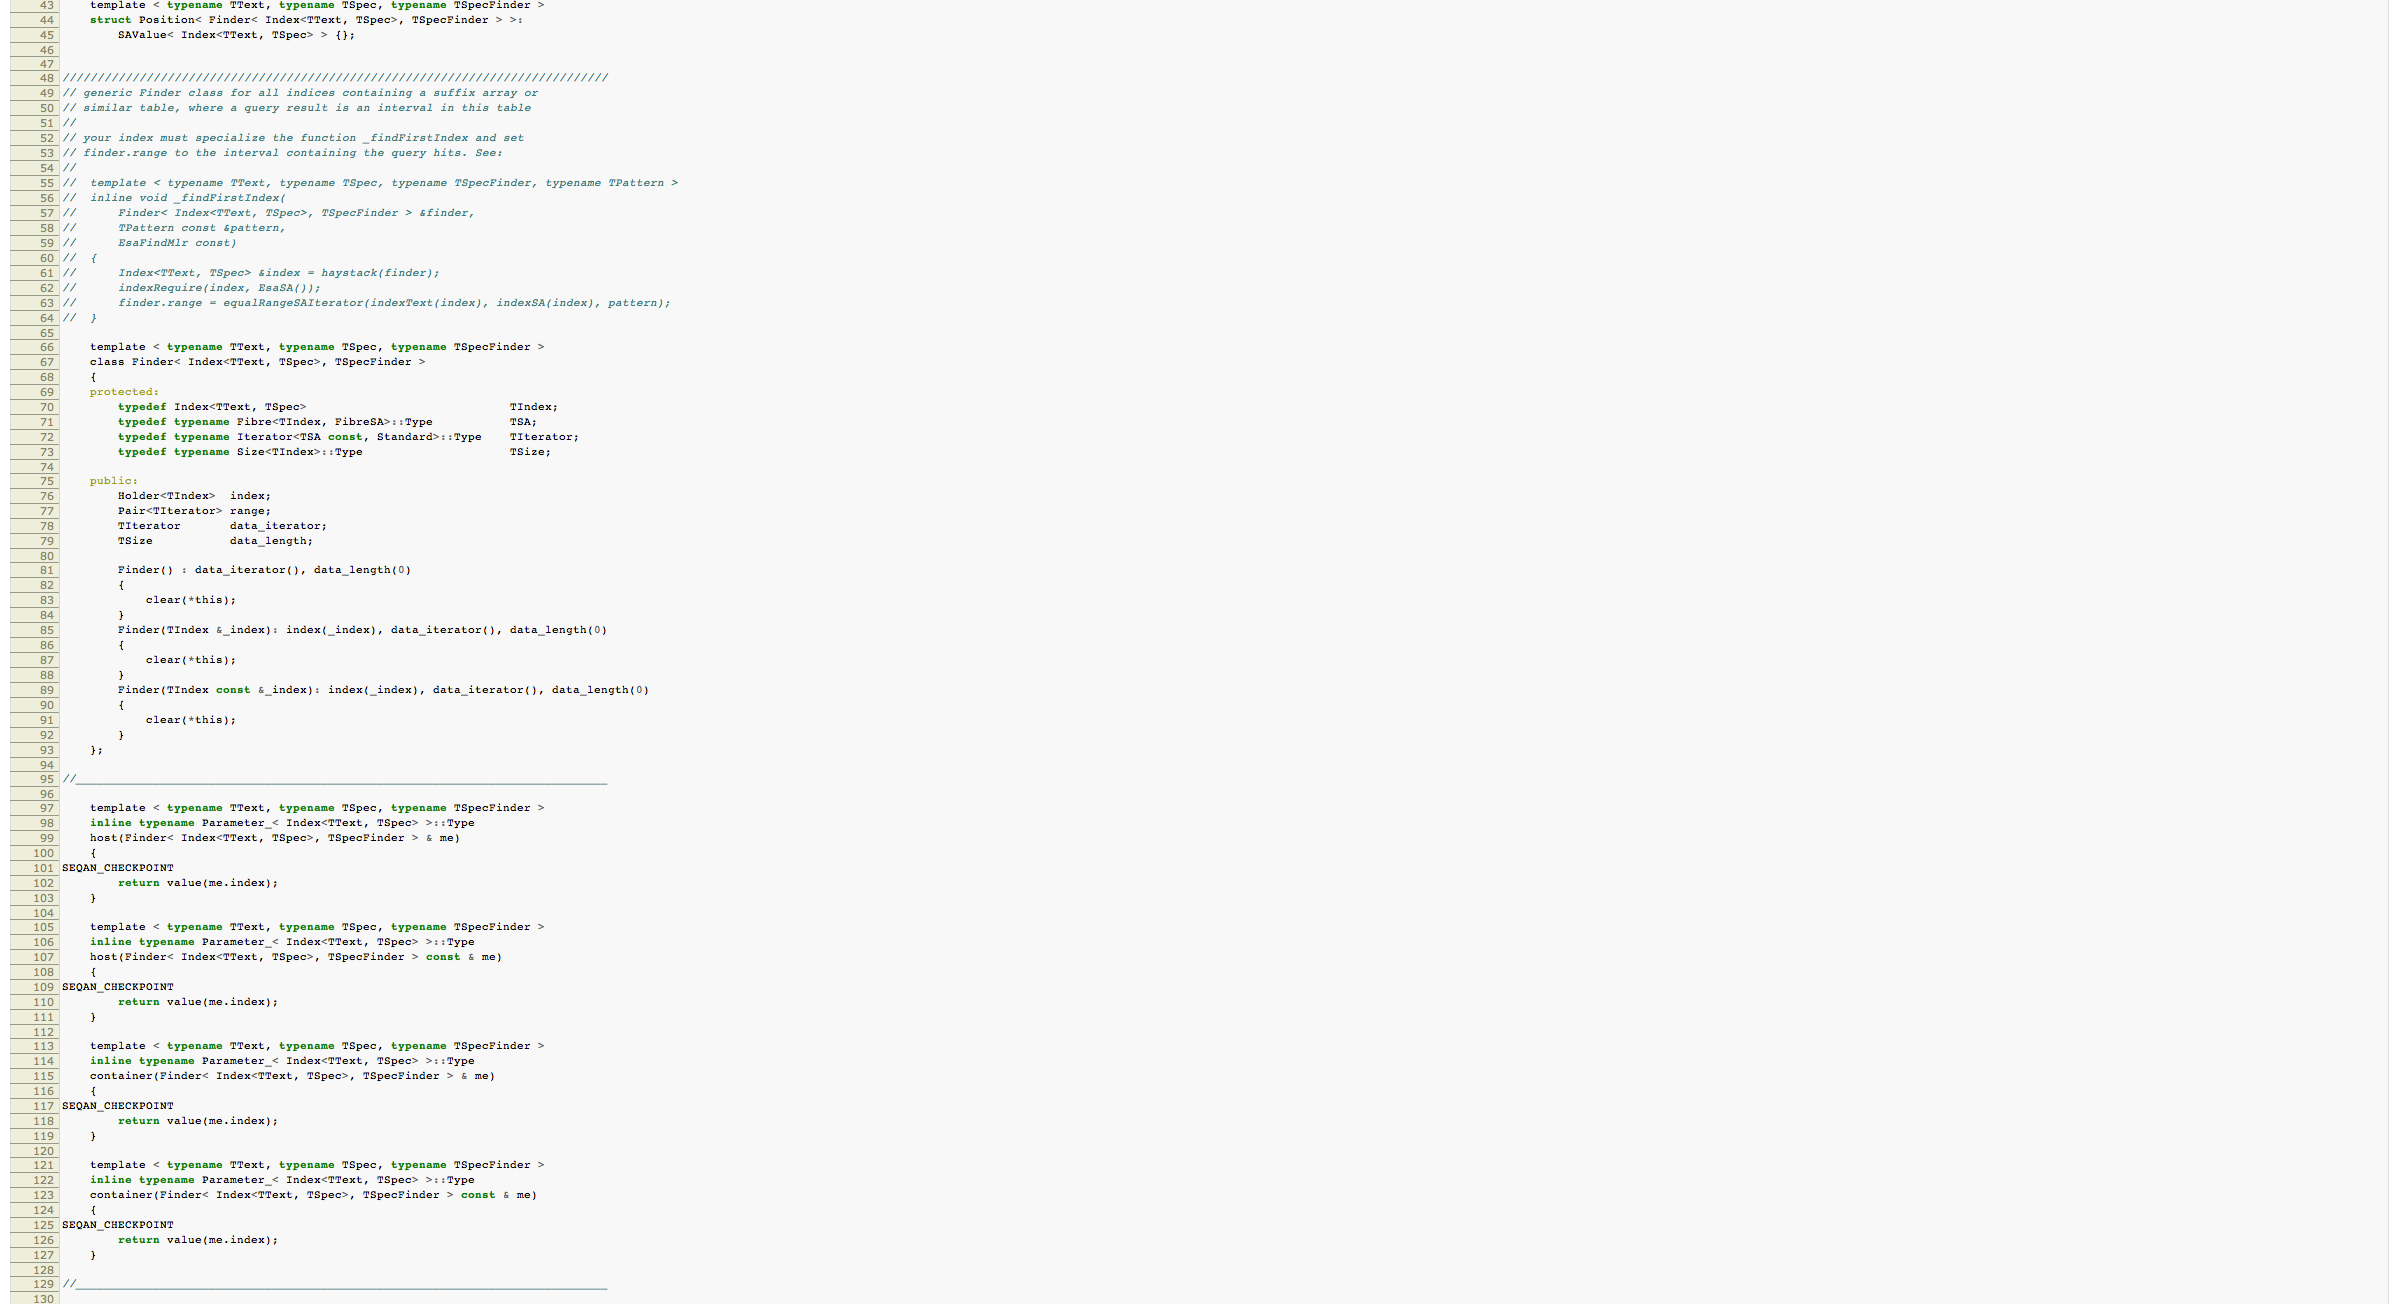 43     template < typename TText, typename TSpec, typename TSpecFinder >
44     struct Position< Finder< Index<TText, TSpec>, TSpecFinder > >:
45         SAValue< Index<TText, TSpec> > {};
46
47
48 //////////////////////////////////////////////////////////////////////////////
49 // generic Finder class for all indices containing a suffix array or
50 // similar table, where a query result is an interval in this table
51 //
52 // your index must specialize the function _findFirstIndex and set
53 // finder.range to the interval containing the query hits. See:
54 //
55 //  template < typename TText, typename TSpec, typename TSpecFinder, typename TPattern >
56 //  inline void _findFirstIndex(
57 //      Finder< Index<TText, TSpec>, TSpecFinder > &finder,
58 //      TPattern const &pattern,
59 //      EsaFindMlr const)
60 //  {
61 //      Index<TText, TSpec> &index = haystack(finder);
62 //      indexRequire(index, EsaSA());
63 //      finder.range = equalRangeSAIterator(indexText(index), indexSA(index), pattern);
64 //  }
65
66     template < typename TText, typename TSpec, typename TSpecFinder >
67     class Finder< Index<TText, TSpec>, TSpecFinder >
68     {
69     protected:
70         typedef Index<TText, TSpec>                             TIndex;
71         typedef typename Fibre<TIndex, FibreSA>::Type           TSA;
72         typedef typename Iterator<TSA const, Standard>::Type    TIterator;
73         typedef typename Size<TIndex>::Type                     TSize;
74
75     public:
76         Holder<TIndex>  index;
77         Pair<TIterator> range;
78         TIterator       data_iterator;
79         TSize           data_length;
80
81         Finder() : data_iterator(), data_length(0)
82         {
83             clear(*this);
84         }
85         Finder(TIndex &_index): index(_index), data_iterator(), data_length(0)
86         {
87             clear(*this);
88         }
89         Finder(TIndex const &_index): index(_index), data_iterator(), data_length(0)
90         {
91             clear(*this);
92         }
93     };
94
95 //____________________________________________________________________________
96
97     template < typename TText, typename TSpec, typename TSpecFinder >
98     inline typename Parameter_< Index<TText, TSpec> >::Type
99     host(Finder< Index<TText, TSpec>, TSpecFinder > & me)
100     {
101 SEQAN_CHECKPOINT
102         return value(me.index);
103     }
104
105     template < typename TText, typename TSpec, typename TSpecFinder >
106     inline typename Parameter_< Index<TText, TSpec> >::Type
107     host(Finder< Index<TText, TSpec>, TSpecFinder > const & me)
108     {
109 SEQAN_CHECKPOINT
110         return value(me.index);
111     }
112
113     template < typename TText, typename TSpec, typename TSpecFinder >
114     inline typename Parameter_< Index<TText, TSpec> >::Type
115     container(Finder< Index<TText, TSpec>, TSpecFinder > & me)
116     {
117 SEQAN_CHECKPOINT
118         return value(me.index);
119     }
120
121     template < typename TText, typename TSpec, typename TSpecFinder >
122     inline typename Parameter_< Index<TText, TSpec> >::Type
123     container(Finder< Index<TText, TSpec>, TSpecFinder > const & me)
124     {
125 SEQAN_CHECKPOINT
126         return value(me.index);
127     }
128
129 //____________________________________________________________________________
130